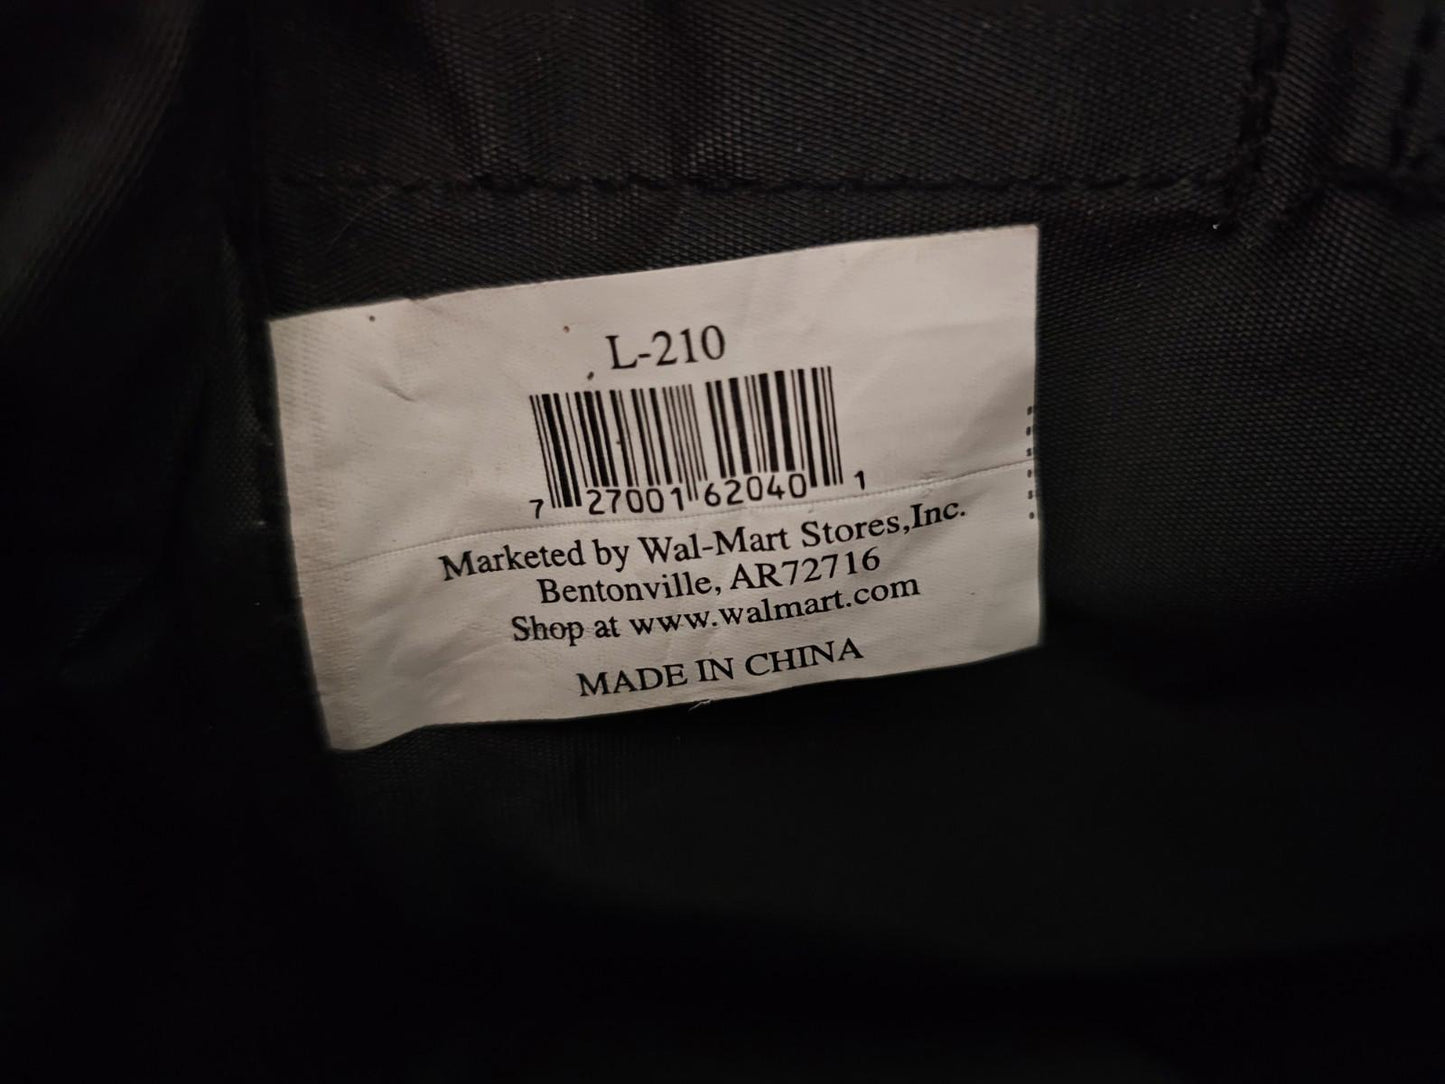 L-210
7 27001 62040 1
Marketed by Wal-Mart Stores,Inc.
Bentonville, AR72716
Shop at www.walmart.com
MADE IN CHINA